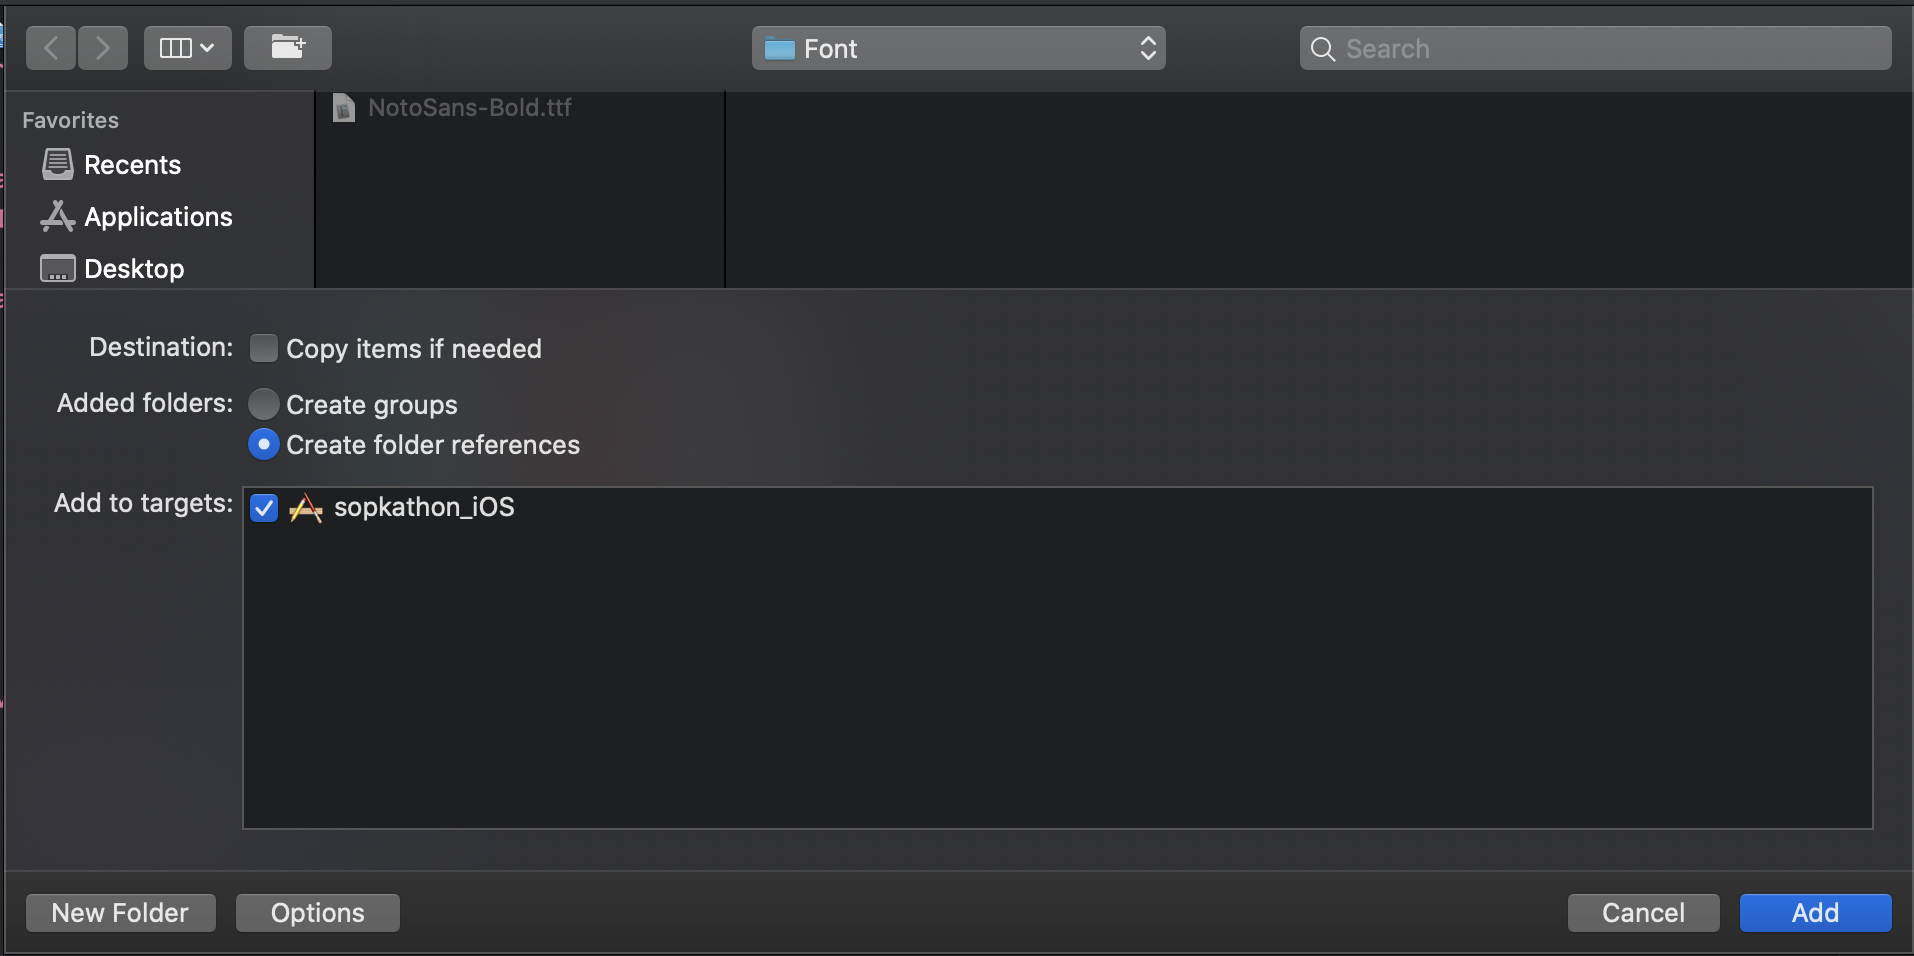 Font
Search
Favorites
Recents
Applications
Desktop
NotoSans-Bold.ttf
Destination: Copy items if needed
Added folders: Create groups
Create folder references
Add to targets: sopkathon_iOS
New Folder Options Cancel Add